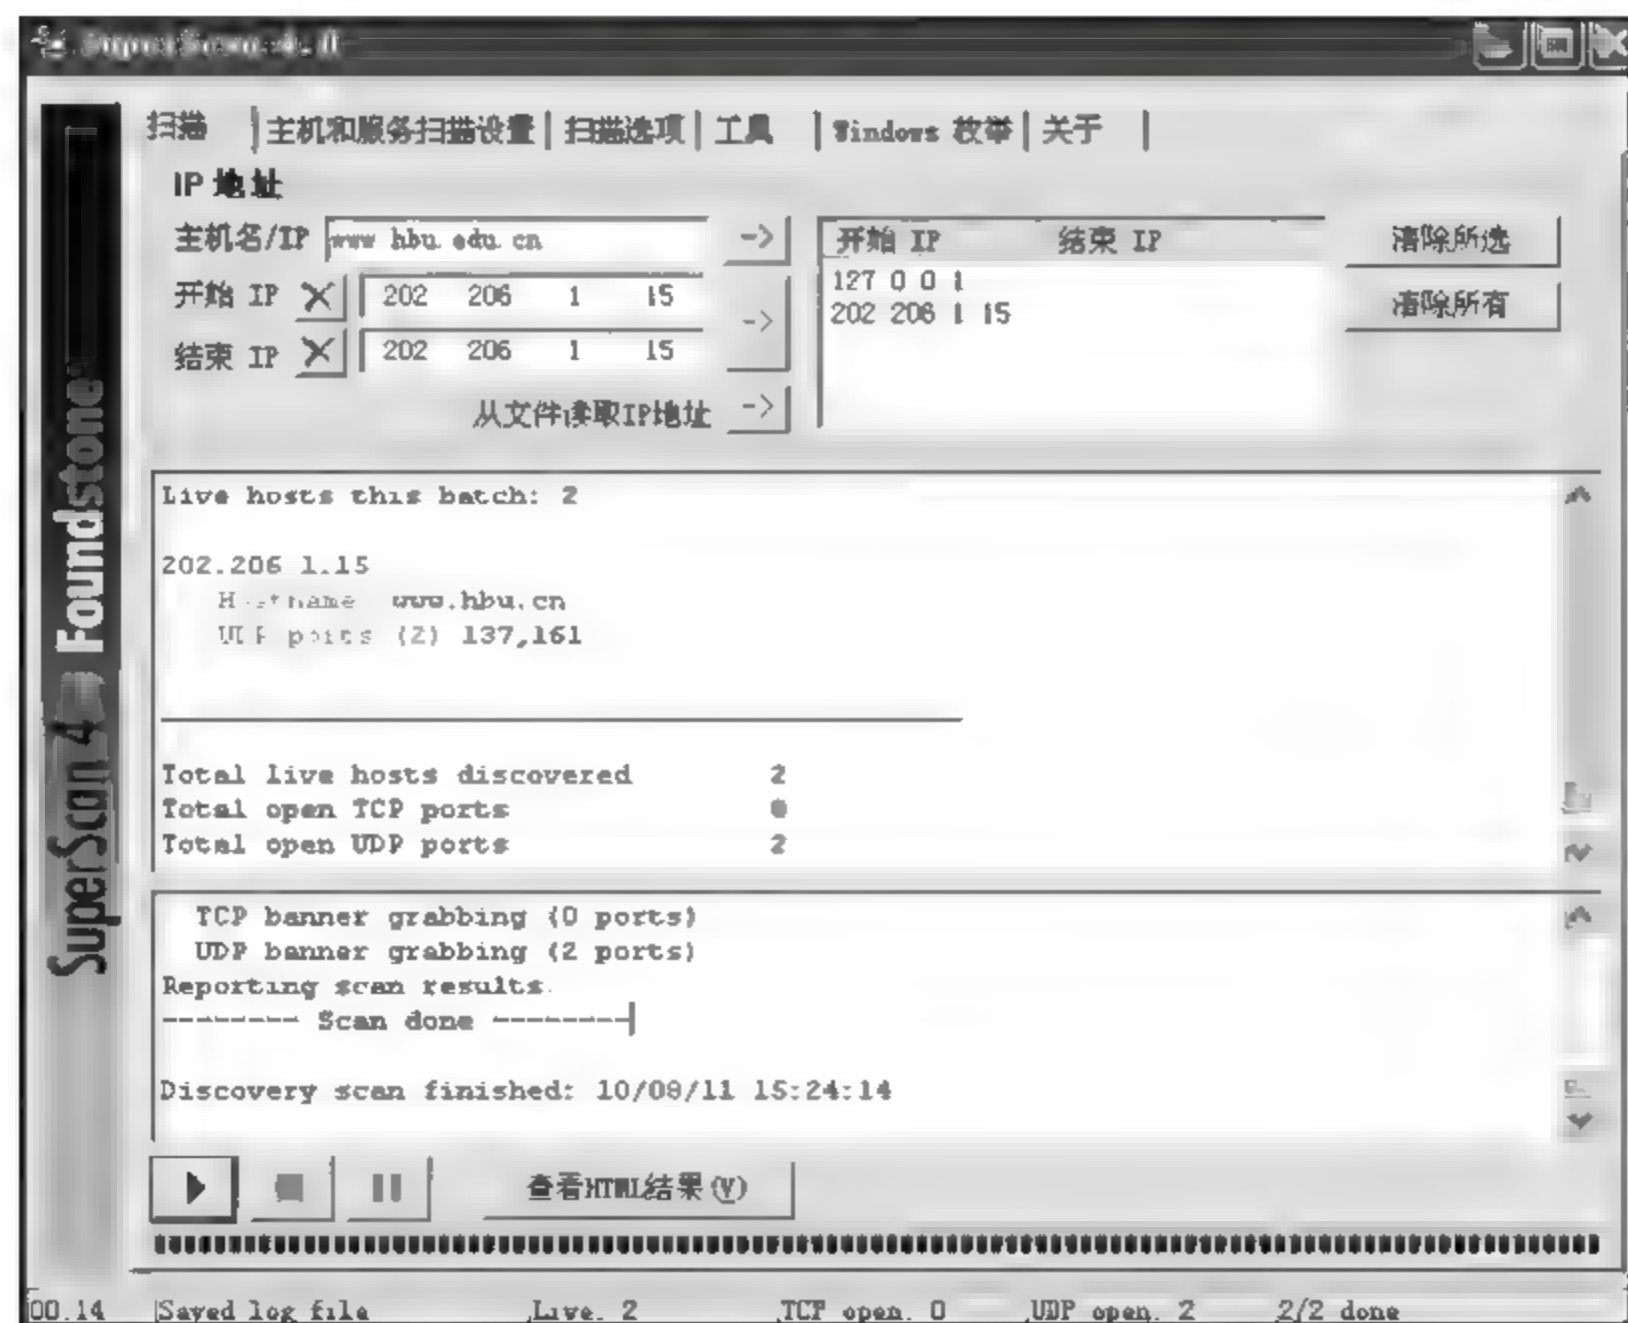 SuperScan 4.0
扫描 主机和服务扫描设置 扫描选项 工具 Windows 枚举 关于
IP 地址
主机名/IP www hbu edu cn -> 开始 IP 结束 IP 清除所选
开始 IP 202 206 1 15 -> 127 0 0 1 清除所有
202 206 1 15
结束 IP 202 206 1 15
从文件读取IP地址 ->
Live hosts this batch: 2
202.206 1.15
Hostname www.hbu.cn
UDP ports (2) 137,161
Total live hosts discovered 2
Total open TCP ports 0
Total open UDP ports 2
TCP banner grabbing (0 ports)
UDP banner grabbing (2 ports)
Reporting scan results
-------- Scan done --------
Discovery scan finished: 10/09/11 15:24:14
查看HTML结果(V)
00.14 Saved log file Live. 2 TCP open. 0 UDP open. 2 2/2 done
SuperScan 4 Foundstone